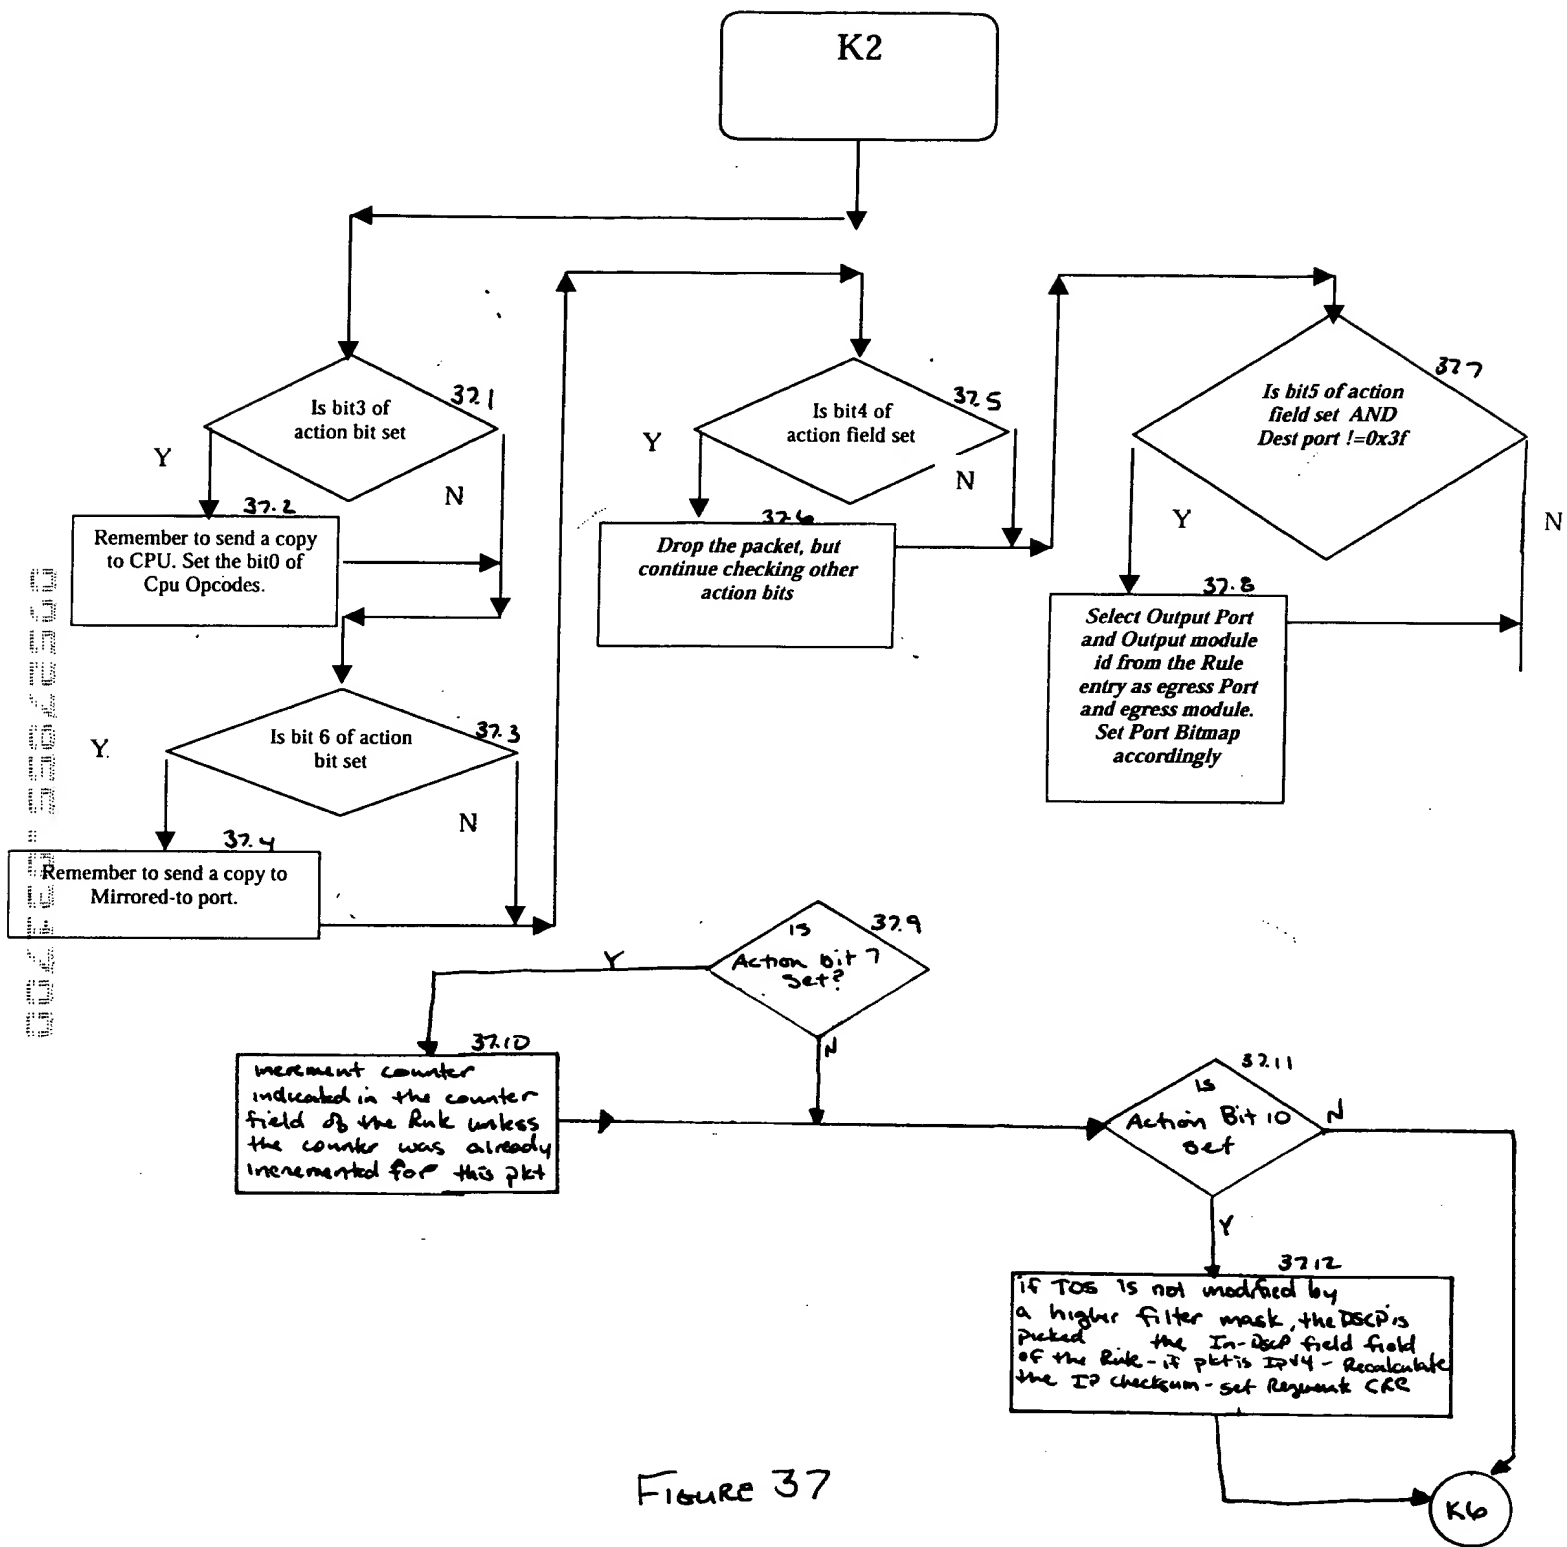 K2
37.1
Is bit3 of
action bit set
Y
N
37.2
Remember to send a copy
to CPU. Set the bit0 of
Cpu Opcodes.
37.3
Is bit 6 of action
bit set
Y
N
37.4
Remember to send a copy to
Mirrored-to port.
37.5
Is bit4 of
action field set
Y
N
37.6
Drop the packet, but
continue checking other
action bits
37.7
Is bit5 of action
field set AND
Dest port !=0x3f
Y
N
37.8
Select Output Port
and Output module
id from the Rule
entry as egress Port
and egress module.
Set Port Bitmap
accordingly
37.9
is
Action bit 7
set?
Y
N
37.10
increment counter
indicated in the counter
field of the Rule unless
the counter was already
incremented for this pkt
37.11
is
Action Bit 10
set
N
Y
37.12
if TOS is not modified by
a higher filter mask, the DSCP is
picked the In-DSCP field field
of the Rule - if pkt is IPV4 - Recalculate
the IP checksum - set CRC
K6
FIGURE 37